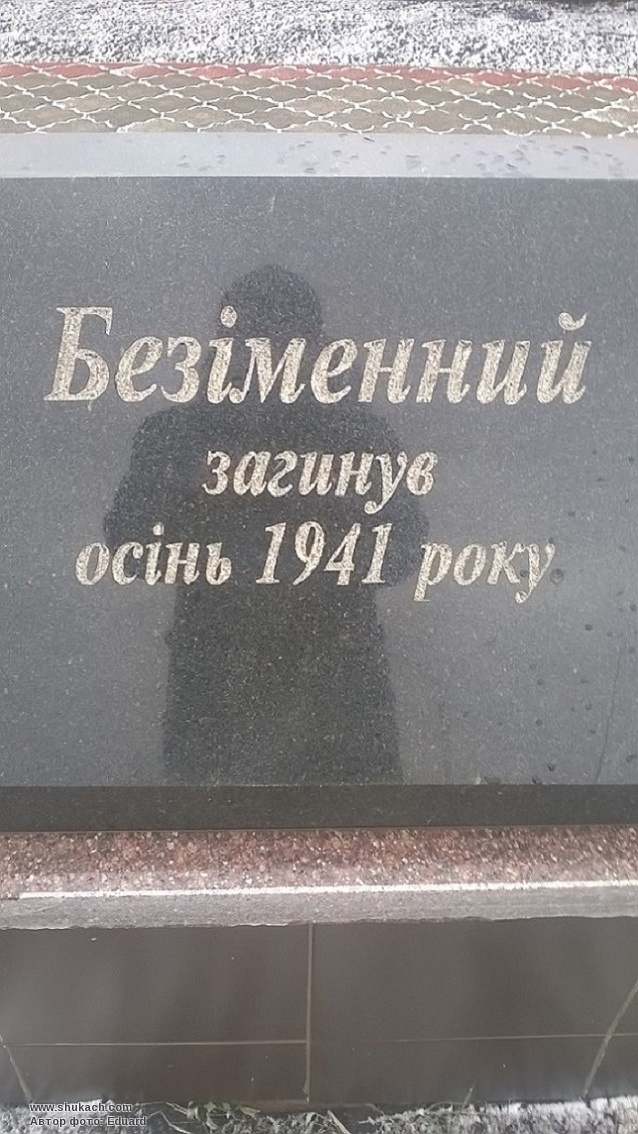 Безіменний
загинув
осінь 1941 року
www.shukach.com
Автор фото: Eduard